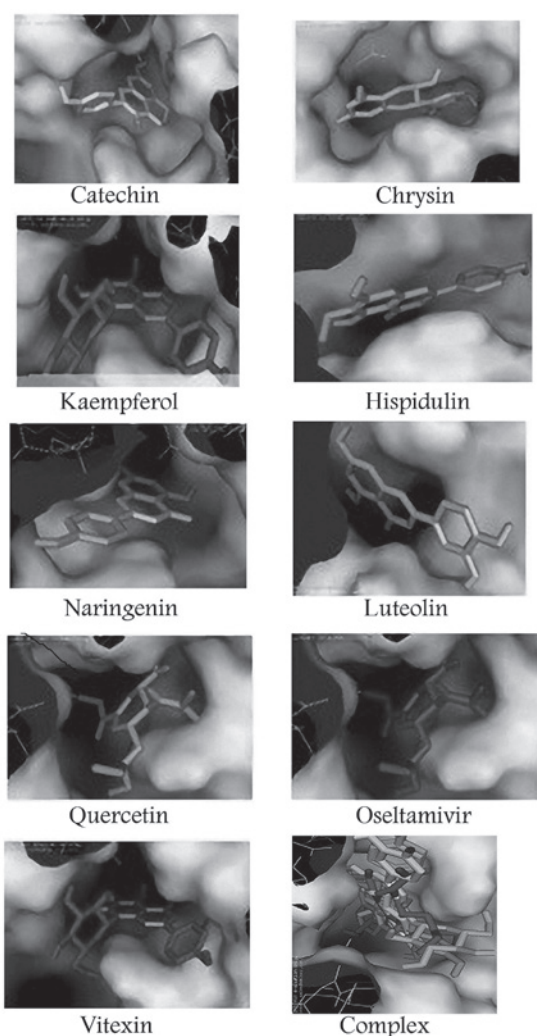 Catechin
Chrysin
Kaempferol
Hispidulin
Naringenin
Luteolin
Quercetin
Oseltamivir
Vitexin
Complex